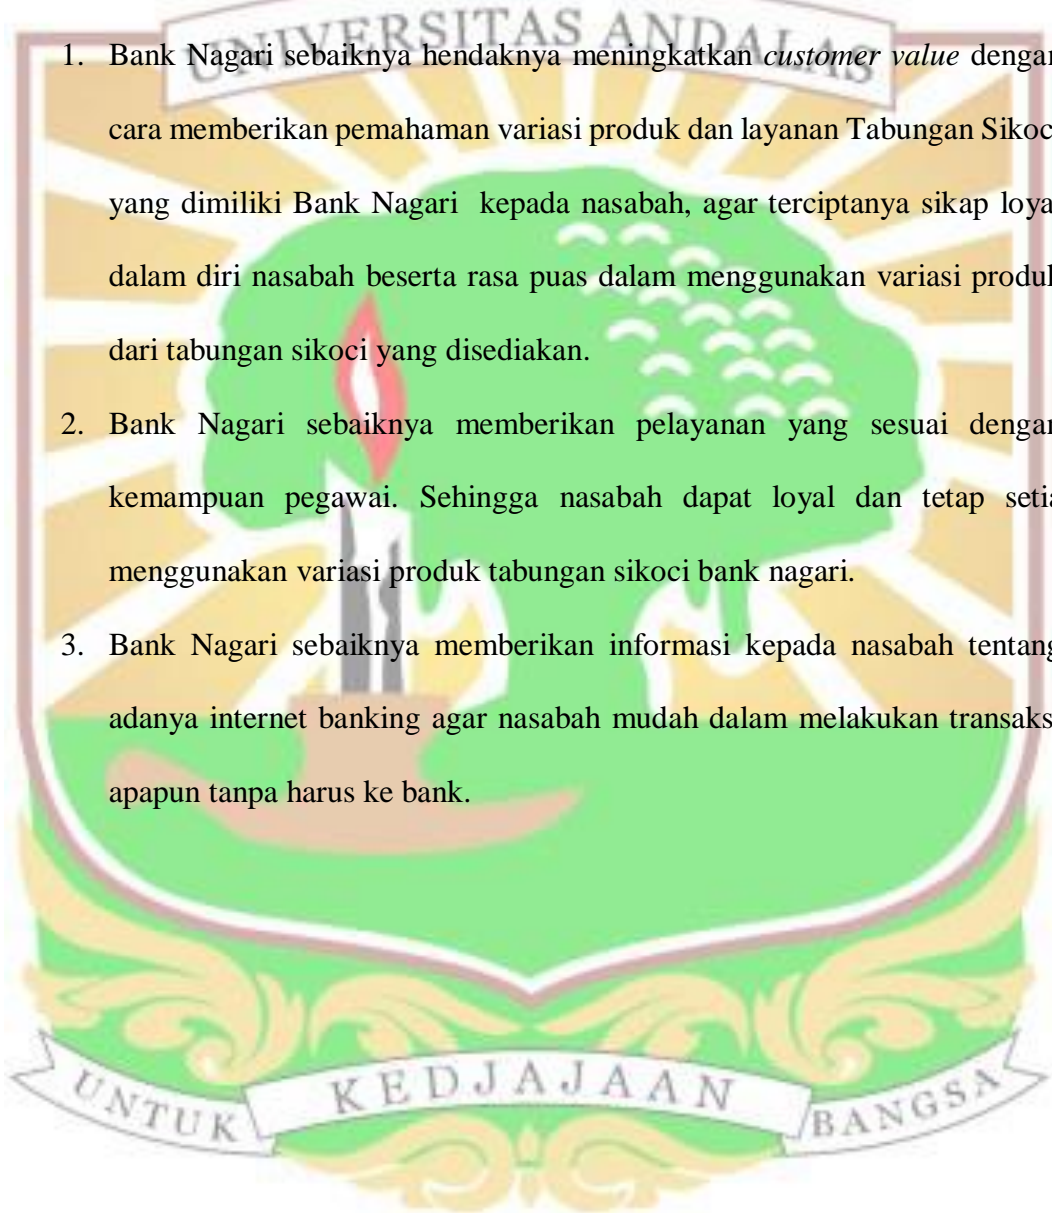 UNIVERSITAS ANDALAS
1. Bank Nagari sebaiknya hendaknya meningkatkan customer value dengan
cara memberikan pemahaman variasi produk dan layanan Tabungan Sikoci
yang dimiliki Bank Nagari kepada nasabah, agar terciptanya sikap loyal
dalam diri nasabah beserta rasa puas dalam menggunakan variasi produk
dari tabungan sikoci yang disediakan.
2. Bank Nagari sebaiknya memberikan pelayanan yang sesuai dengan
kemampuan pegawai. Sehingga nasabah dapat loyal dan tetap setia
menggunakan variasi produk tabungan sikoci bank nagari.
3. Bank Nagari sebaiknya memberikan informasi kepada nasabah tentang
adanya internet banking agar nasabah mudah dalam melakukan transaksi
apapun tanpa harus ke bank.
UNTUK KEDJAJAAN BANGSA